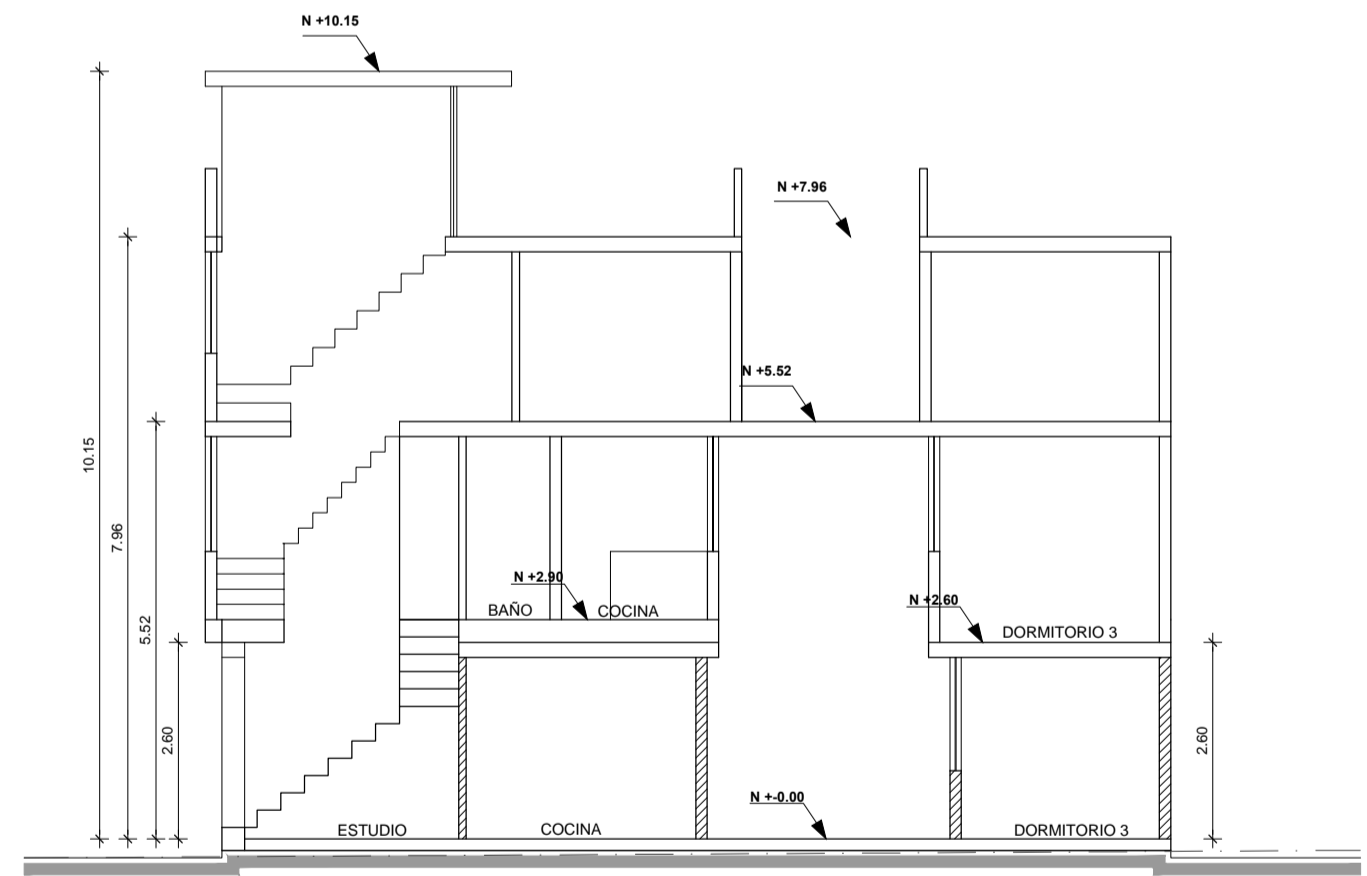 N +10.15
N +7.96
N +5.52
10.15
7.96
5.52
2.60
N +2.90
BAÑO
COCINA
N +2.60
DORMITORIO 3
2.60
N +-0.00
ESTUDIO
COCINA
DORMITORIO 3